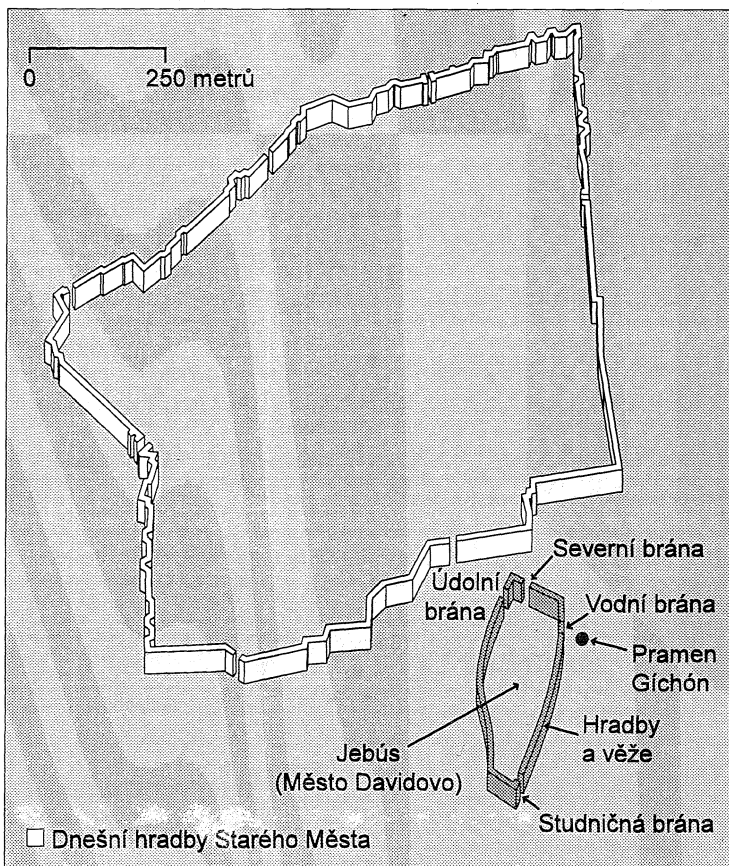 0 250 metrů
Severní brána
Údolní
brána
Vodní brána
Pramen
Gíchón
Hradby
a věže
Jebús
(Město Davidovo)
Studničná brána
Dnešní hradby Starého Města